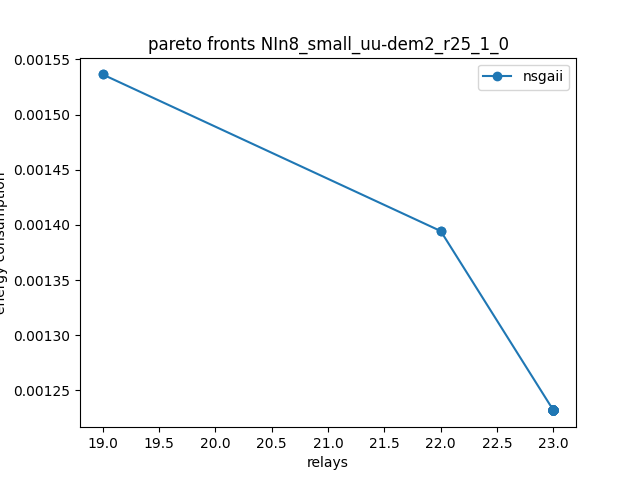 pareto fronts NIn8_small_uu-dem2_r25_1_0
nsgaii
0.00155
0.00150
0.00145
0.00140
0.00135
0.00130
0.00125
energy consumption
19.0 19.5 20.0 20.5 21.0 21.5 22.0 22.5 23.0
relays